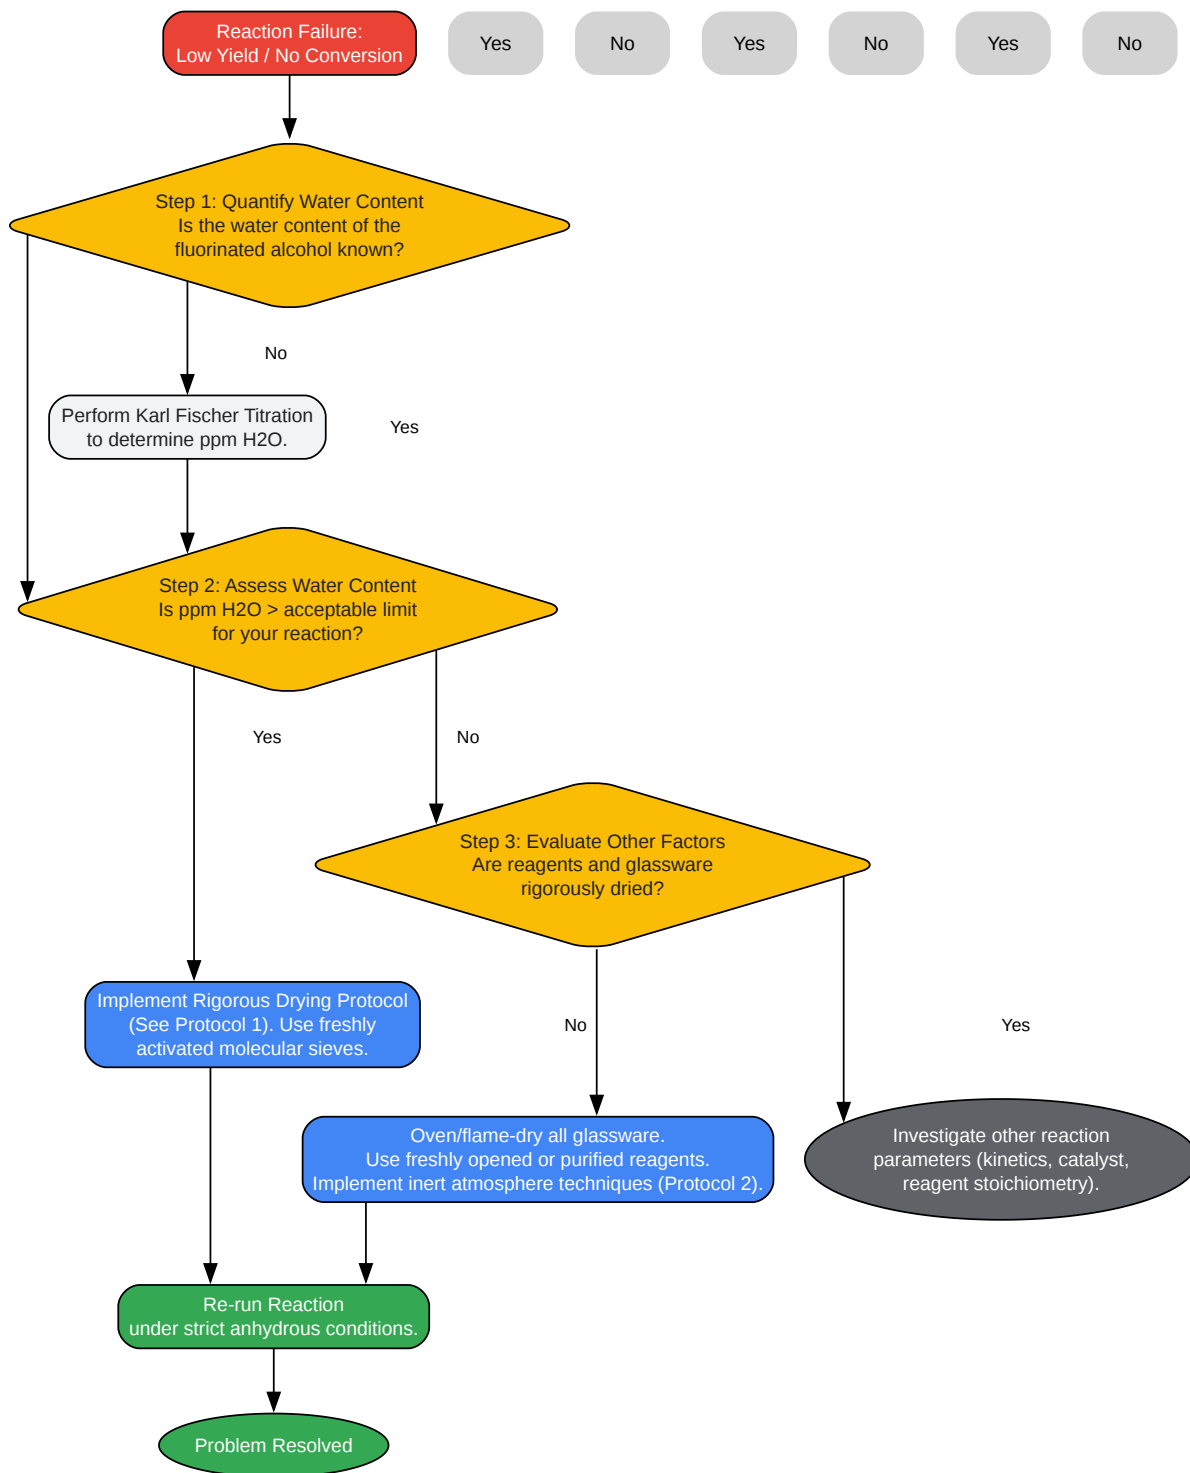 Reaction Failure:
Low Yield / No Conversion
Yes
No
Yes
No
Yes
No
Step 1: Quantify Water Content
Is the water content of the
fluorinated alcohol known?
No
Perform Karl Fischer Titration
to determine ppm H2O.
Yes
Step 2: Assess Water Content
Is ppm H2O > acceptable limit
for your reaction?
Yes
No
Step 3: Evaluate Other Factors
Are reagents and glassware
rigorously dried?
Implement Rigorous Drying Protocol
(See Protocol 1). Use freshly
activated molecular sieves.
No
Yes
Oven/flame-dry all glassware.
Use freshly opened or purified reagents.
Implement inert atmosphere techniques (Protocol 2).
Investigate other reaction
parameters (kinetics, catalyst,
reagent stoichiometry).
Re-run Reaction
under strict anhydrous conditions.
Problem Resolved